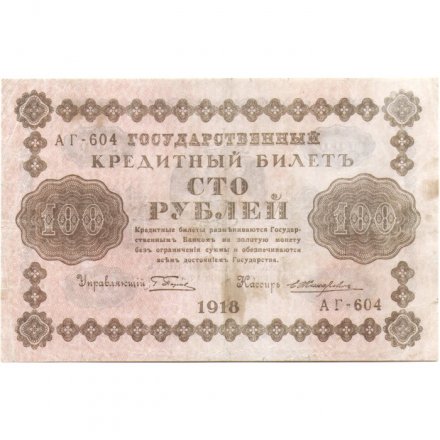 АГ-604 ГОСУДАРСТВЕННЫЙ
КРЕДИТНЫЙ БИЛЕТЪ
СТО
РУБЛЕЙ
100 100
Кредитные билеты размѣниваются Государ-
ственнымъ Банкомъ на золотую монету
безъ ограниченія суммы и обезпечиваются
всѣмъ достояніемъ Государства.
Управляющій Кассиръ
1918 АГ-604